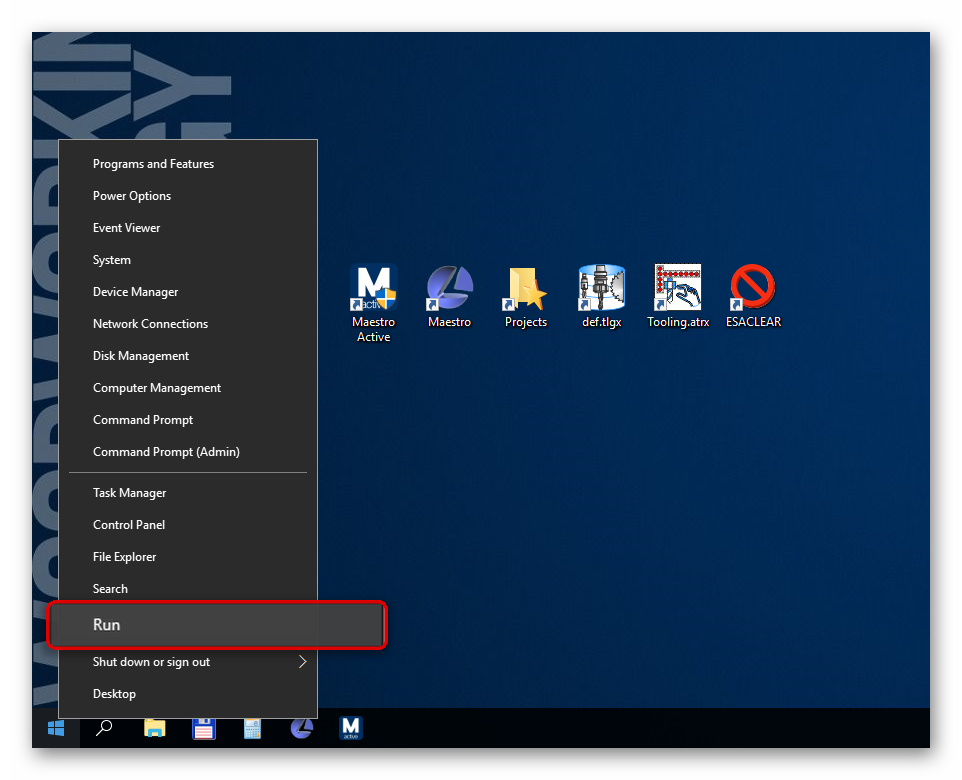 Programs and Features
Power Options
Event Viewer
System
Device Manager
Network Connections
Disk Management
Computer Management
Command Prompt
Command Prompt (Admin)
Task Manager
Control Panel
File Explorer
Search
Run
Shut down or sign out
Desktop
M
active
Maestro
Active
Maestro
Projects
def.tlgx
Tooling.atrx
ESACLEAR
M
active